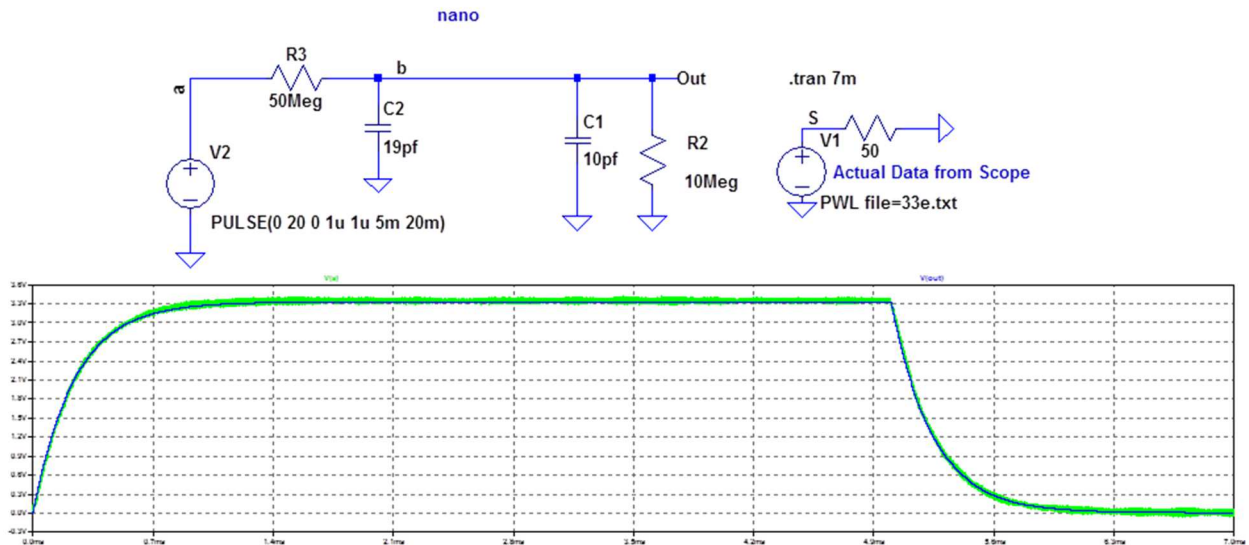 nano
R3
50Meg
a
b
Out
.tran 7m
C2
19pf
C1
10pf
R2
10Meg
V2
PULSE(0 20 0 1u 1u 5m 20m)
S
V1
50
Actual Data from Scope
PWL file=33e.txt
V(s)
V(out)
3.6V
3.3V
3.0V
2.7V
2.4V
2.1V
1.8V
1.5V
1.2V
0.9V
0.6V
0.3V
0.0V
-0.3V
0.0ms
0.7ms
1.4ms
2.1ms
2.8ms
3.5ms
4.2ms
4.9ms
5.6ms
6.3ms
7.0ms